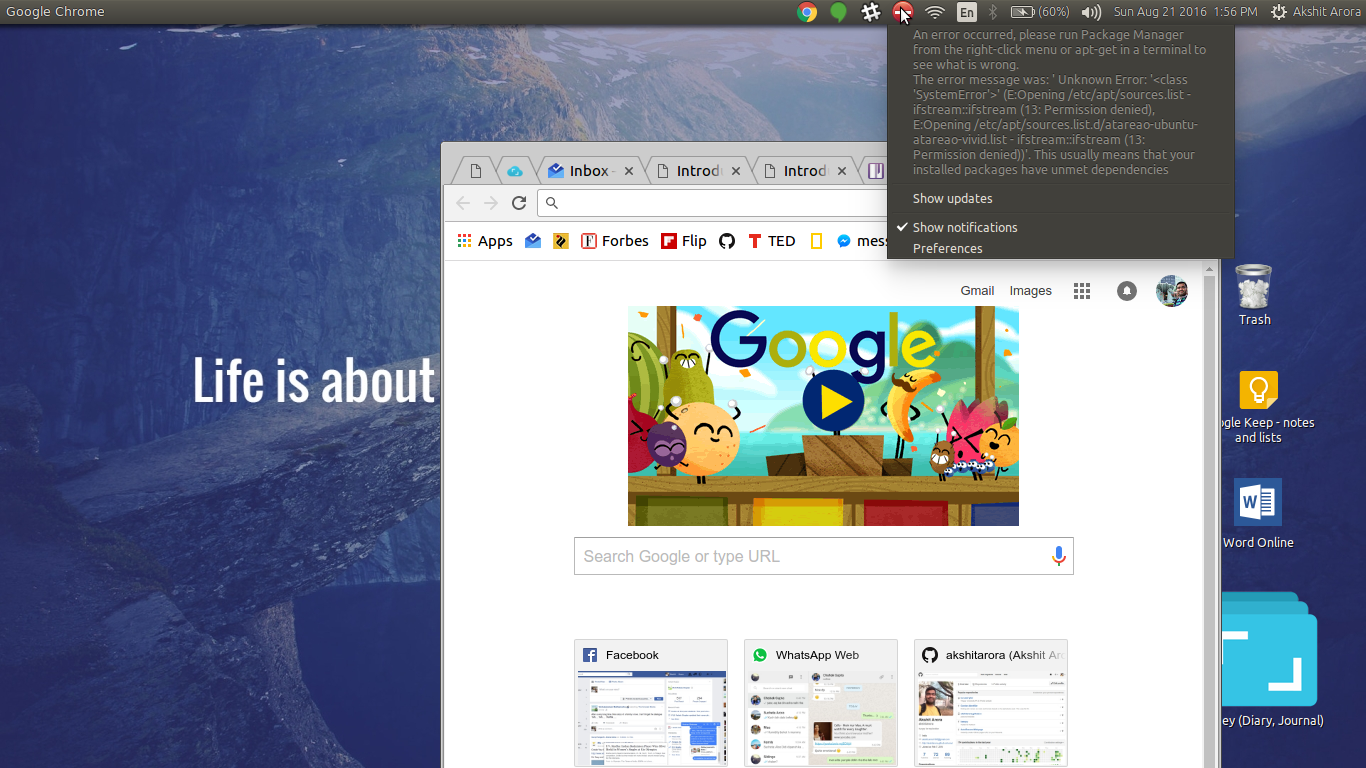 Google Chrome
En
(60%)
Sun Aug 21 2016 1:56 PM
Akshit Arora
An error occurred, please run Package Manager
from the right-click menu or apt-get in a terminal to
see what is wrong.
The error message was: ' Unknown Error: '<class
'SystemError'>' (E:Opening /etc/apt/sources.list -
ifstream::ifstream (13: Permission denied),
E:Opening /etc/apt/sources.list.d/atareao-ubuntu-
atareao-vivid.list - ifstream::ifstream (13:
Permission denied))'. This usually means that your
installed packages have unmet dependencies
Show updates
Show notifications
Preferences
Inbox -
Introdu
Introdu
Apps
Forbes
Flip
TED
mess
Gmail
Images
Google
Life is about
Search Google or type URL
Facebook
WhatsApp Web
akshitarora (Akshit Aro
Trash
gle Keep - notes
and lists
W
Word Online
ey (Diary, Journal)